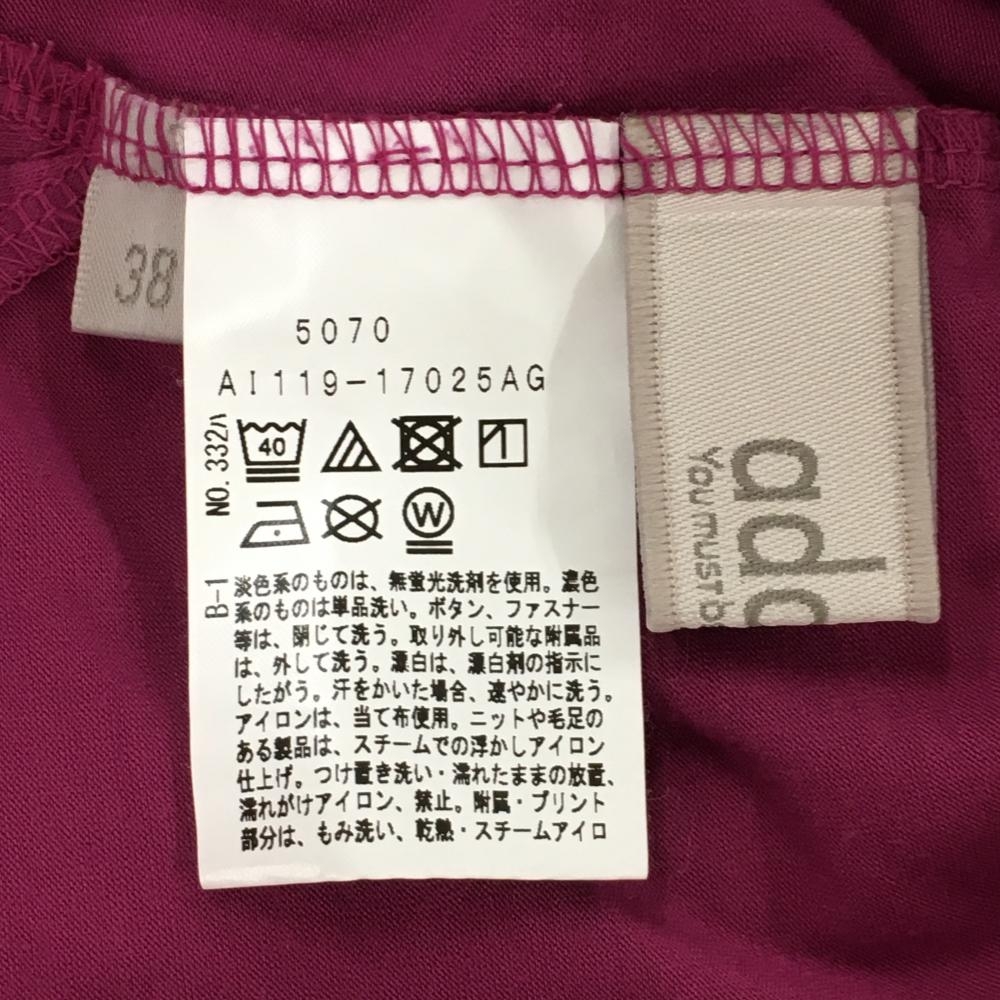 38
5070
AI119-17025AG
NO.332ハ
40
W
B-1
淡色系のものは、無蛍光洗剤を使用。濃色
系のものは単品洗い。ボタン、ファスナー
等は、閉じて洗う。取り外し可能な附属品
は、外して洗う。漂白は、漂白剤の指示に
したがう。汗をかいた場合、速やかに洗う。
アイロンは、当て布使用。ニットや毛足の
ある製品は、スチームでの浮かしアイロン
仕上げ。つけ置き洗い・濡れたままの放置、
濡れがけアイロン、禁止。附属・プリント
部分は、もみ洗い、乾熱・スチームアイロ
You must b